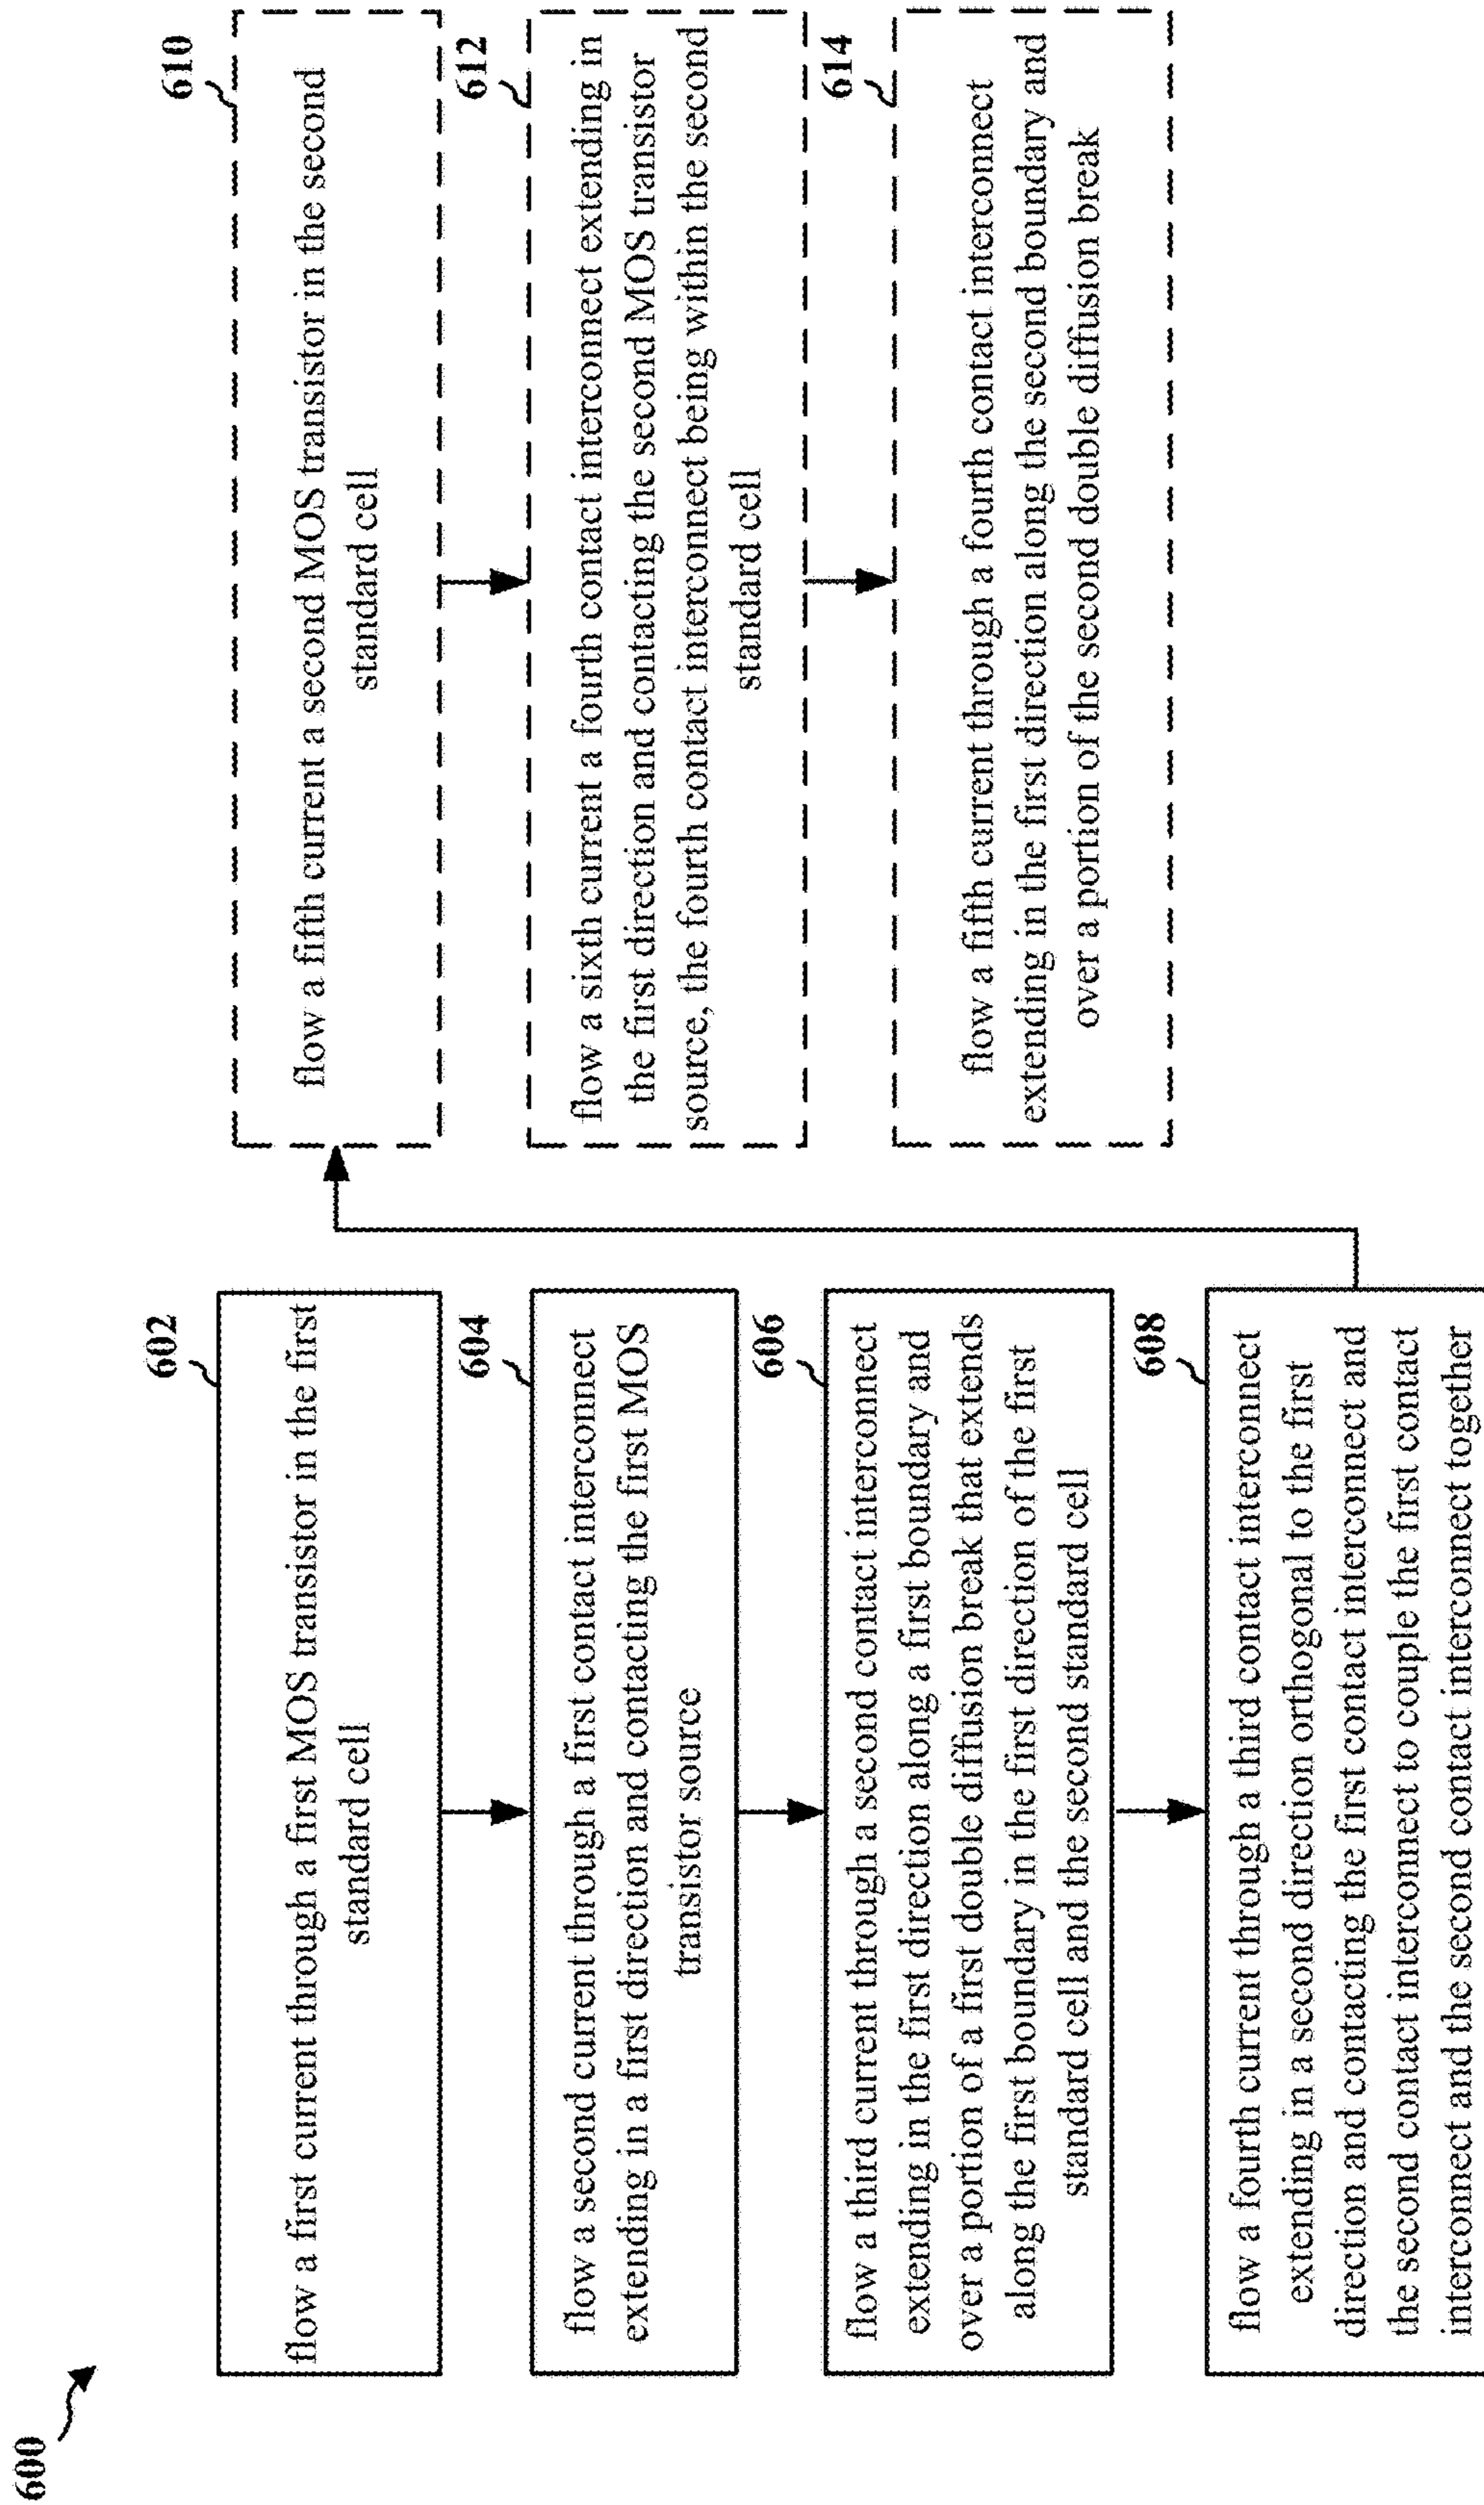 600
602
flow a first current through a first MOS transistor in the first
standard cell
604
flow a second current through a first contact interconnect
extending in a first direction and contacting the first MOS
transistor source
606
flow a third current through a second contact interconnect
extending in the first direction along a first boundary and
over a portion of a first double diffusion break that extends
along the first boundary in the first direction of the first
standard cell and the second standard cell
608
flow a fourth current through a third contact interconnect
extending in a second direction orthogonal to the first
direction and contacting the first contact interconnect and
the second contact interconnect to couple the first contact
interconnect and the second contact interconnect together
610
flow a fifth current a second MOS transistor in the second
standard cell
612
flow a sixth current a fourth contact interconnect extending in
the first direction and contacting the second MOS transistor
source, the fourth contact interconnect being within the second
standard cell
614
flow a fifth current through a fourth contact interconnect
extending in the first direction along the second boundary and
over a portion of the second double diffusion break